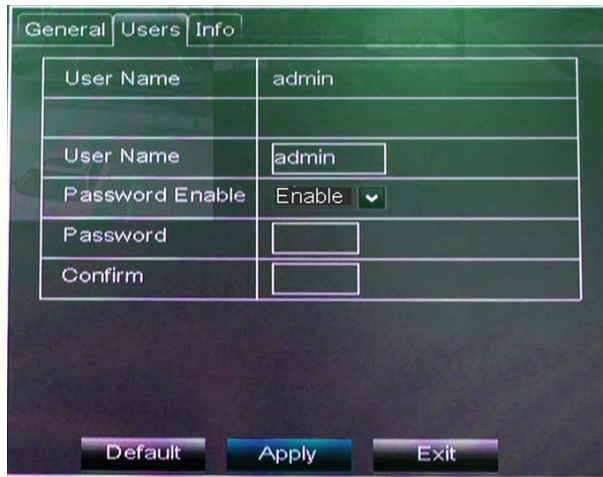 General Users Info
User Name admin
User Name admin
Password Enable Enable
Password
Confirm
Default Apply Exit